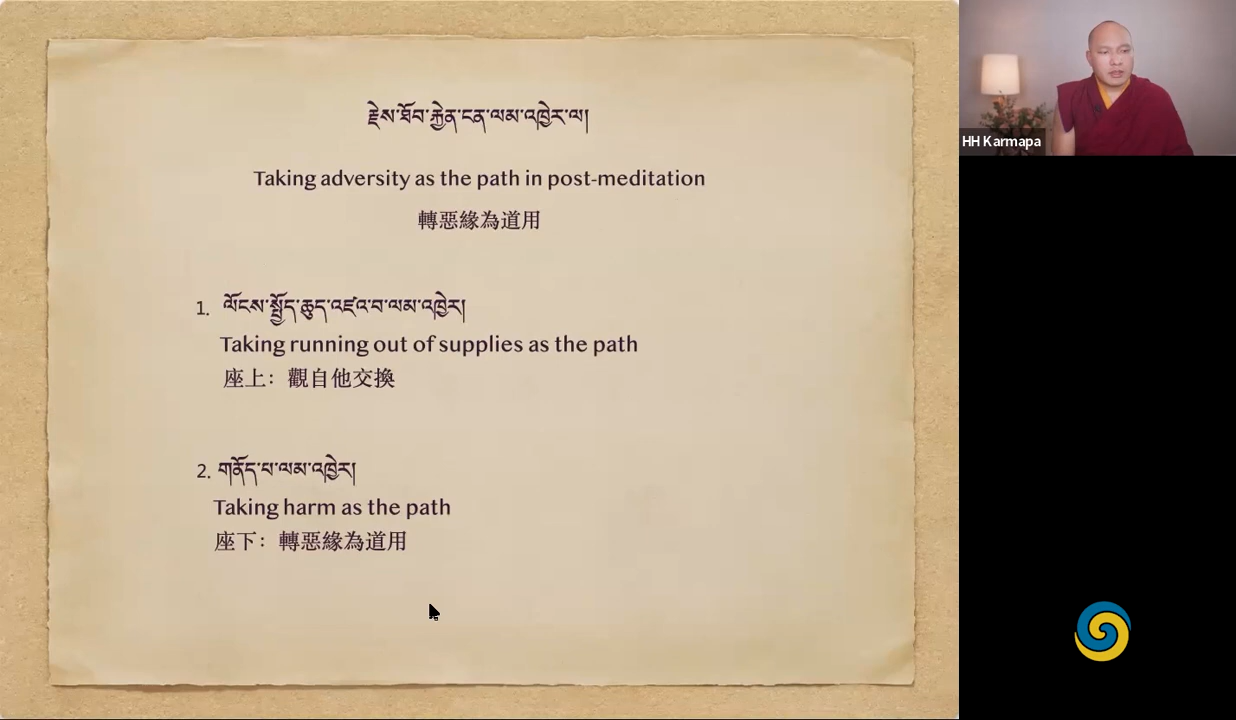 རྗེས་ཐོབ་རྐྱེན་ངན་ལམ་འཁྱེར་ལ།
Taking adversity as the path in post-meditation
轉惡緣為道用
1. ལོངས་སྤྱོད་ཆུད་འཛའ་བ་ལམ་འཁྱེར།
Taking running out of supplies as the path
座上：觀自他交換
2. གནོད་པ་ལམ་འཁྱེར།
Taking harm as the path
座下：轉惡緣為道用
HH Karmapa